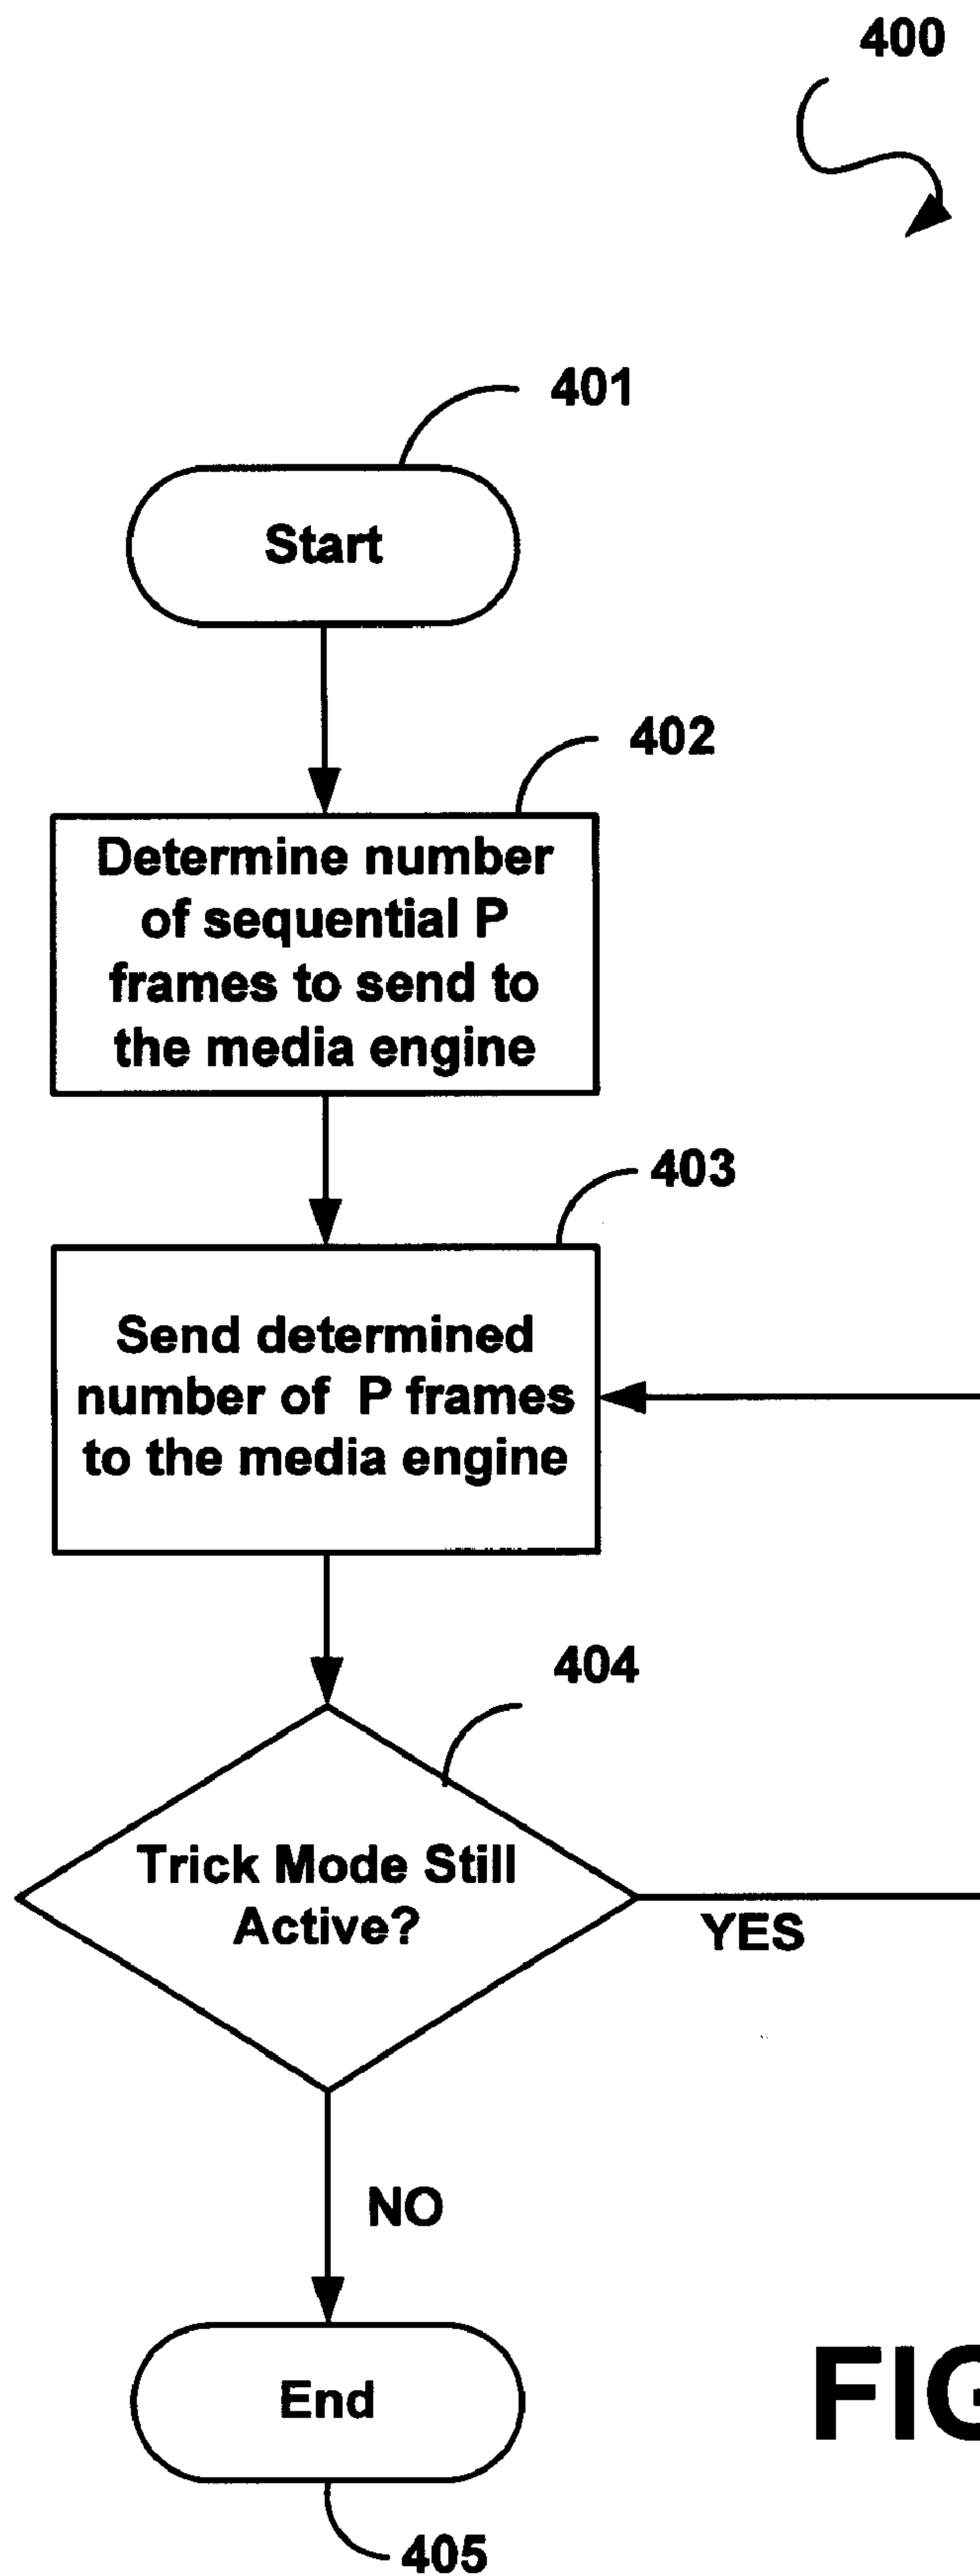 400
401
Start
402
Determine number
of sequential P
frames to send to
the media engine
403
Send determined
number of P frames
to the media engine
404
Trick Mode Still
Active?
YES
NO
End
405
FIG